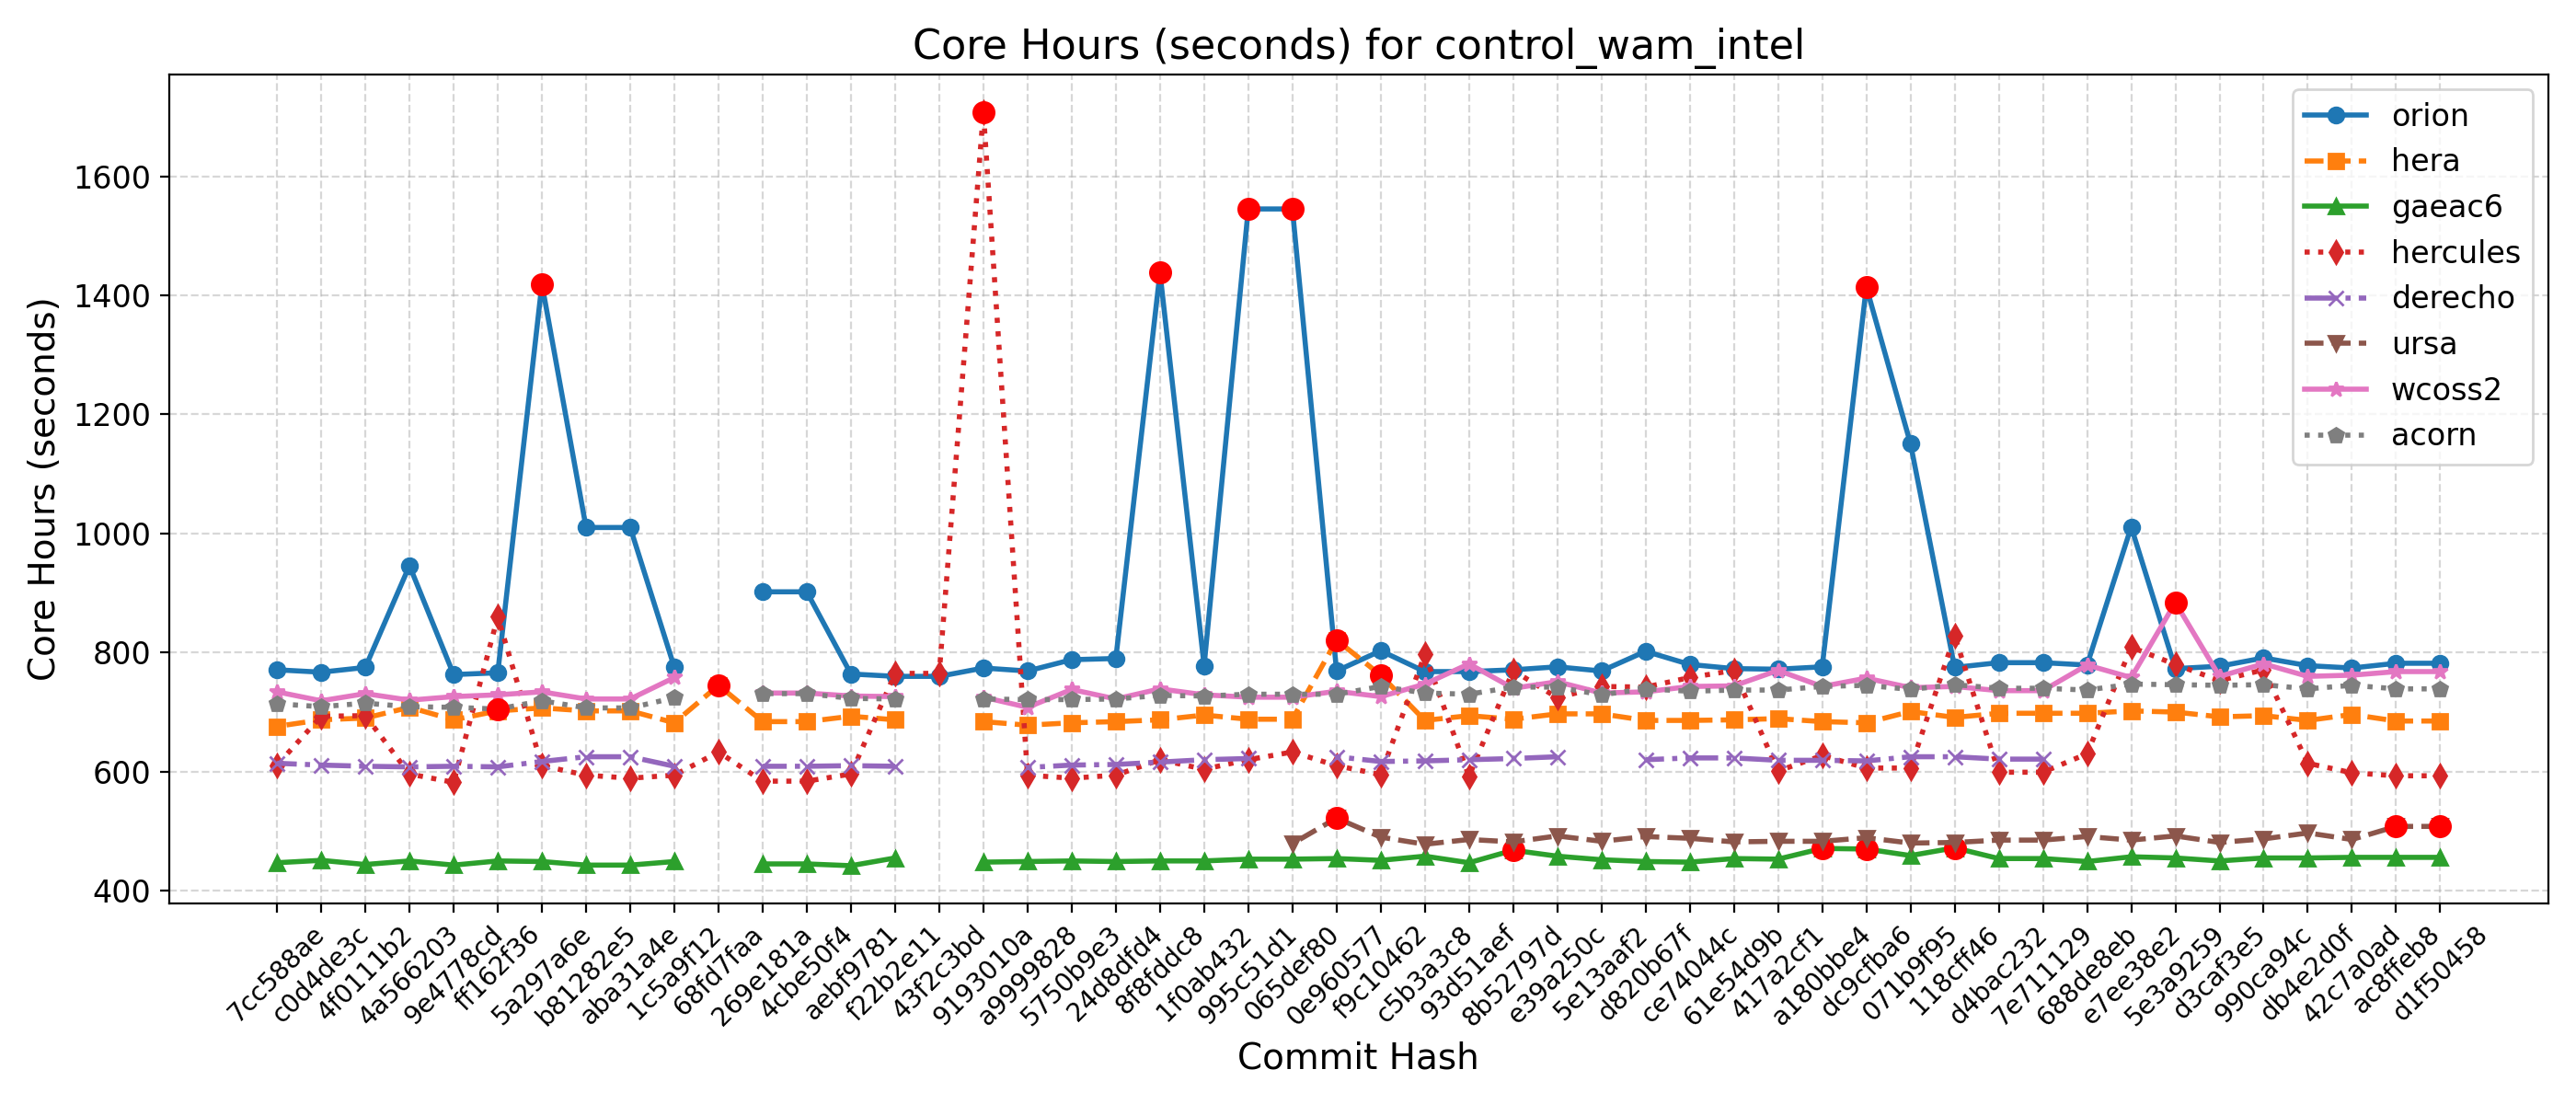 Core Hours (seconds) for control_wam_intel
Core Hours (seconds)
1600
1400
1200
1000
800
600
400
orion
hera
gaeac6
hercules
derecho
ursa
wcoss2
acorn
7cc588ae
c0d4de3c
4f0111b2
4a566203
9e4778cd
ff162f36
5a297a6e
b81282e5
aba31a4e
1c5a9f12
68fd7faa
269e181a
4cbe50f4
aebf9781
f22b2e11
43f2c3bd
9193010a
a9999828
5750b9e3
24d8dfd4
8f8fddc8
1f0ab432
995c51d1
065def80
0e960577
f9c10462
c5b3a3c8
93d51aef
8b52797d
e39a250c
5e13aaf2
d820b67f
ce74044c
61e54d9b
417a2cf1
a180bbe4
dc9cfba6
071b9f95
118cff46
d4bac232
7e711129
688de8eb
e7ee38e2
5e3a9259
d3caf3e5
990ca94c
db4e2d0f
42c7a0ad
ac8ffeb8
d1f50458
Commit Hash